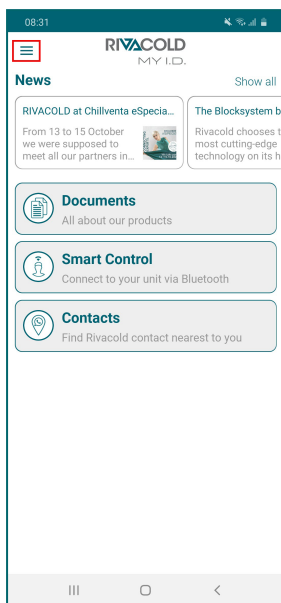 08:31
RIVACOLD
MY I.D.
News
Show all
RIVACOLD at Chillventa eSpecia...
From 13 to 15 October
we were supposed to
meet all our partners in...
The Blocksystem b
Rivacold chooses t
most cutting-edge
technology on its h
Documents
All about our products
Smart Control
Connect to your unit via Bluetooth
Contacts
Find Rivacold contact nearest to you